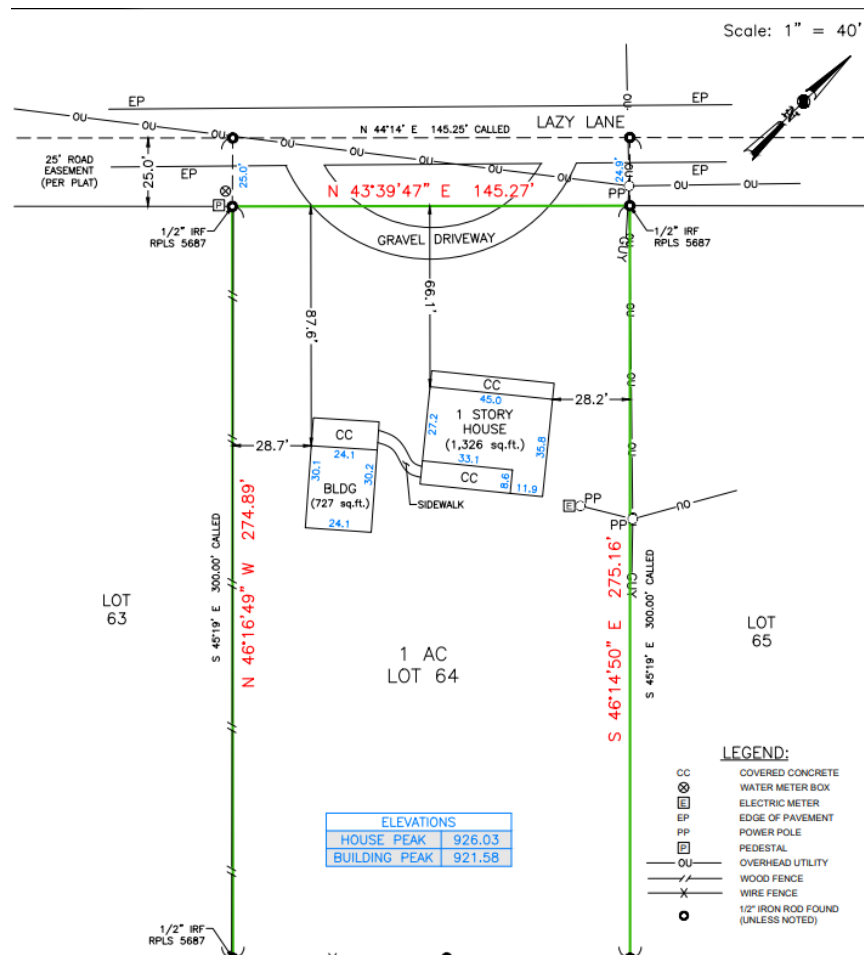 Scale: 1" = 40'
EP
OU
EP
OU
OU
N 44°14' E 145.25' CALLED
LAZY LANE
25' ROAD
EASEMENT
(PER PLAT)
25.0'
EP
25.0'
OU
OU
OU
24.9'
OU
EP
PP
OU
OU
P
N 43°39'47" E 145.27'
1/2" IRF
RPLS 5687
GRAVEL DRIVEWAY
GUY
1/2" IRF
RPLS 5687
OU
87.6'
66.1'
OU
CC
45.0
1 STORY
HOUSE
(1,326 sq.ft.)
27.2
35.8
28.2'
33.1
CC
8.6
11.9
OU
28.7'
CC
24.1
30.1
30.2
BLDG
(727 sq.ft.)
24.1
SIDEWALK
E
PP
PP
OU
GUY
LOT
63
S 45°19' E 300.00' CALLED
N 46°16'49" W 274.89'
1 AC
LOT 64
S 46°14'50" E 275.16'
S 45°19' E 300.00' CALLED
LOT
65
ELEVATIONS
HOUSE PEAK 926.03
BUILDING PEAK 921.58
LEGEND:
CC COVERED CONCRETE
WATER METER BOX
E ELECTRIC METER
EP EDGE OF PAVEMENT
PP POWER POLE
P PEDESTAL
OU OVERHEAD UTILITY
WOOD FENCE
X WIRE FENCE
1/2" IRON ROD FOUND
(UNLESS NOTED)
1/2" IRF
RPLS 5687